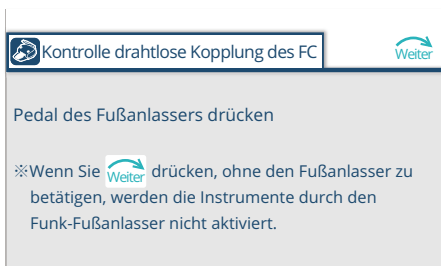 Kontrolle drahtlose Kopplung des FC
Weiter
Pedal des Fußanlassers drücken
※Wenn Sie Weiter drücken, ohne den Fußanlasser zu
betätigen, werden die Instrumente durch den
Funk-Fußanlasser nicht aktiviert.